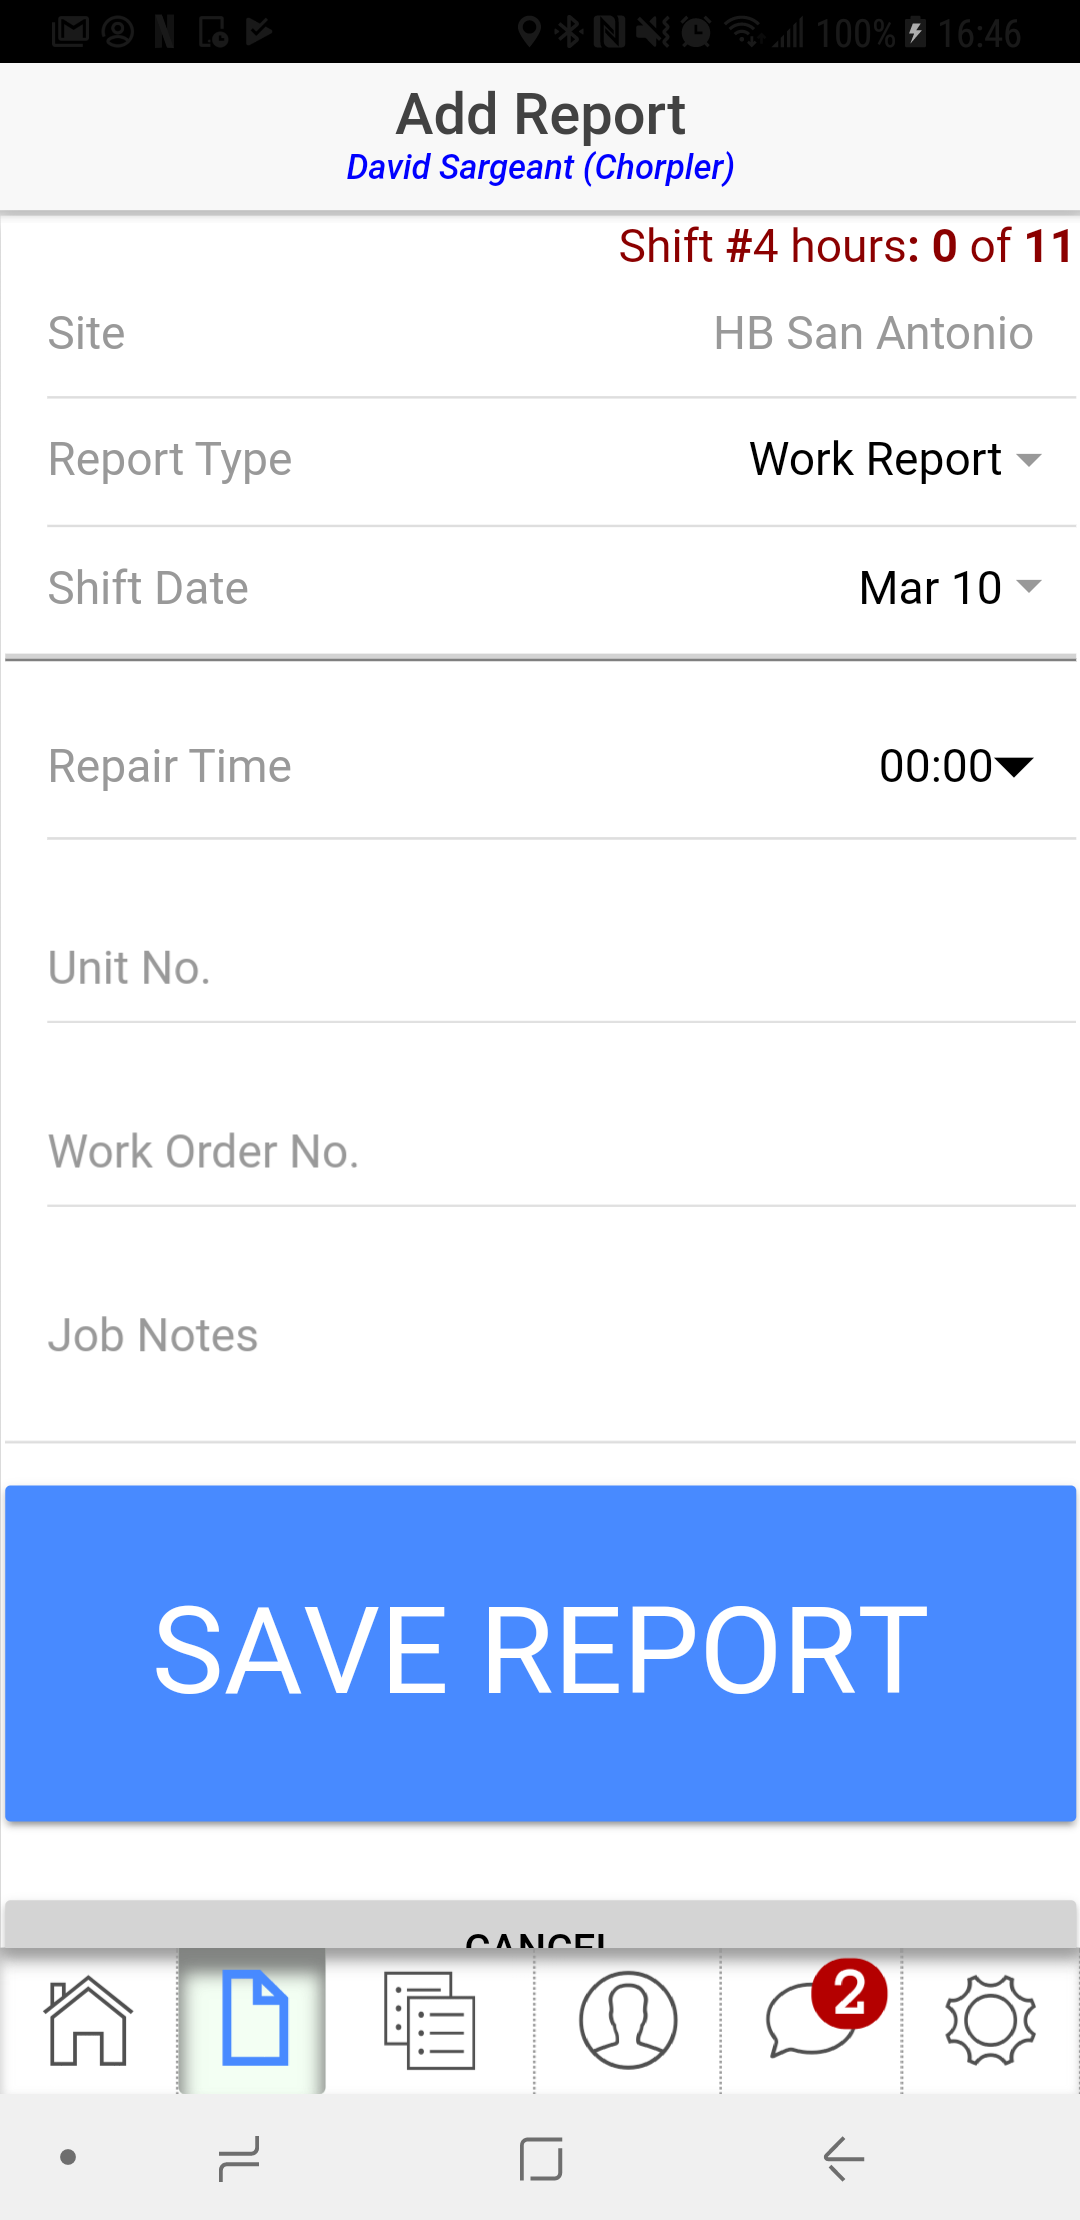 100% 16:46
Add Report
David Sargeant (Chorpler)
Shift #4 hours: 0 of 11
Site HB San Antonio
Report Type Work Report
Shift Date Mar 10
Repair Time 00:00
Unit No.
Work Order No.
Job Notes
SAVE REPORT
CANCEL
2